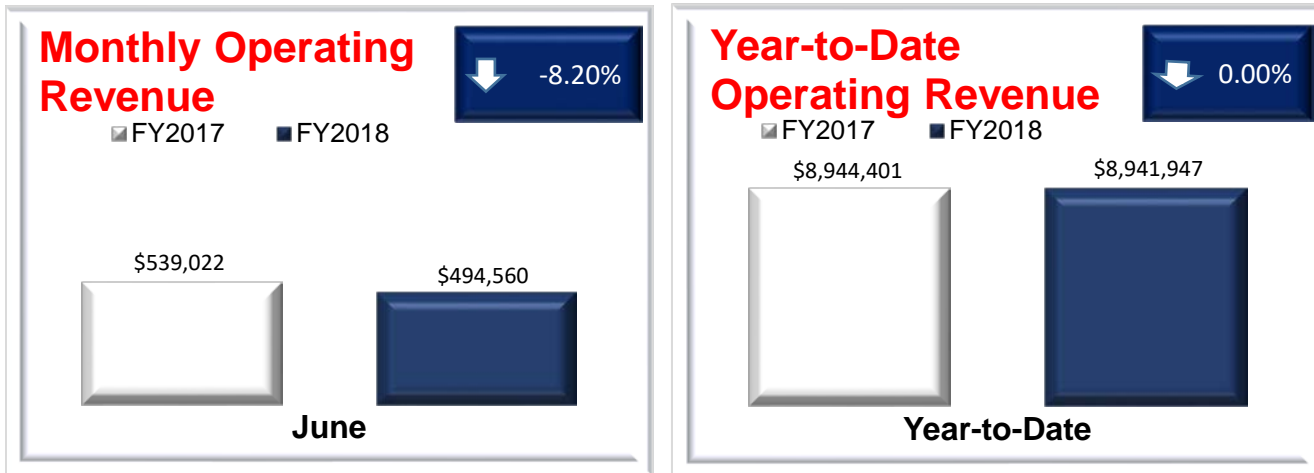 Monthly Operating
Revenue
-8.20%
FY2017 FY2018
$539,022
$494,560
June
Year-to-Date
Operating Revenue
0.00%
FY2017 FY2018
$8,944,401 $8,941,947
Year-to-Date